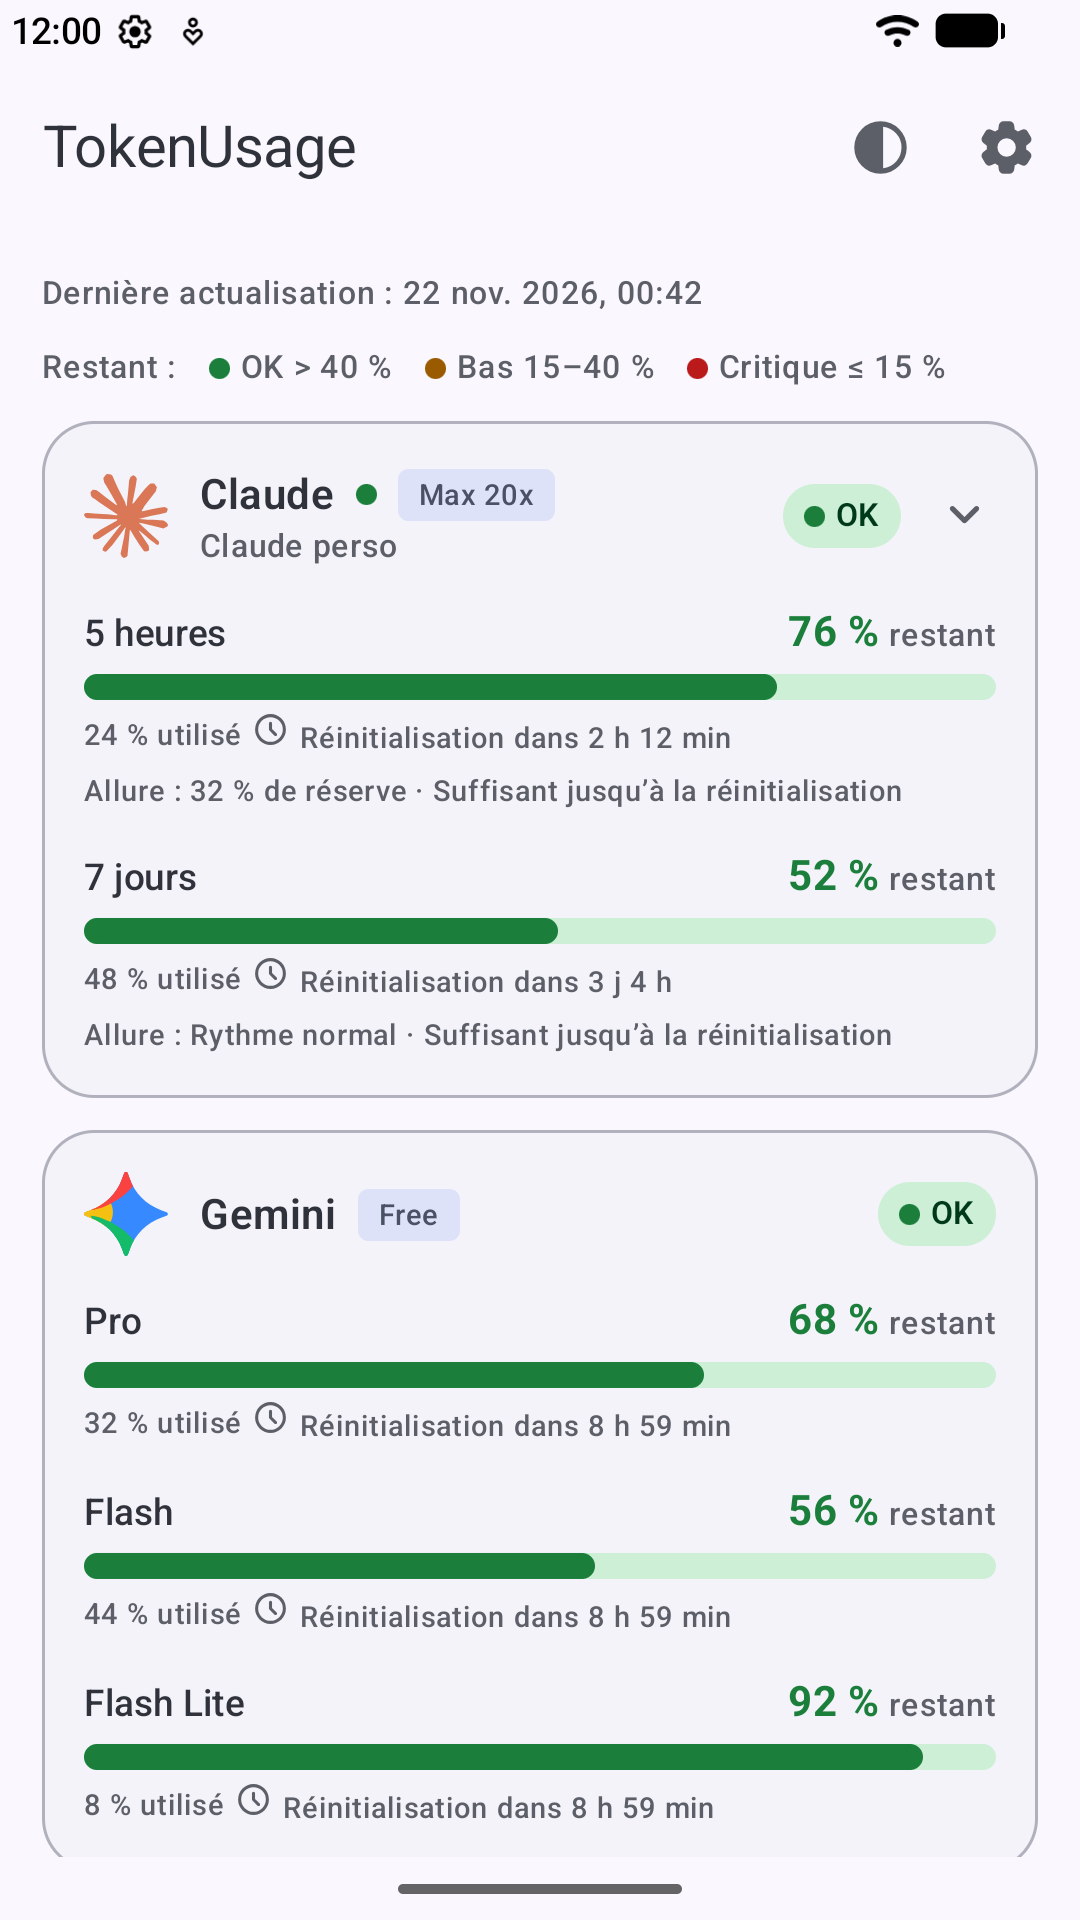 12:00
TokenUsage
Dernière actualisation : 22 nov. 2026, 00:42
Restant : OK > 40 % Bas 15–40 % Critique ≤ 15 %
Claude Max 20x
Claude perso
OK
5 heures 76 % restant
24 % utilisé Réinitialisation dans 2 h 12 min
Allure : 32 % de réserve · Suffisant jusqu’à la réinitialisation
7 jours 52 % restant
48 % utilisé Réinitialisation dans 3 j 4 h
Allure : Rythme normal · Suffisant jusqu’à la réinitialisation
Gemini Free OK
Pro 68 % restant
32 % utilisé Réinitialisation dans 8 h 59 min
Flash 56 % restant
44 % utilisé Réinitialisation dans 8 h 59 min
Flash Lite 92 % restant
8 % utilisé Réinitialisation dans 8 h 59 min